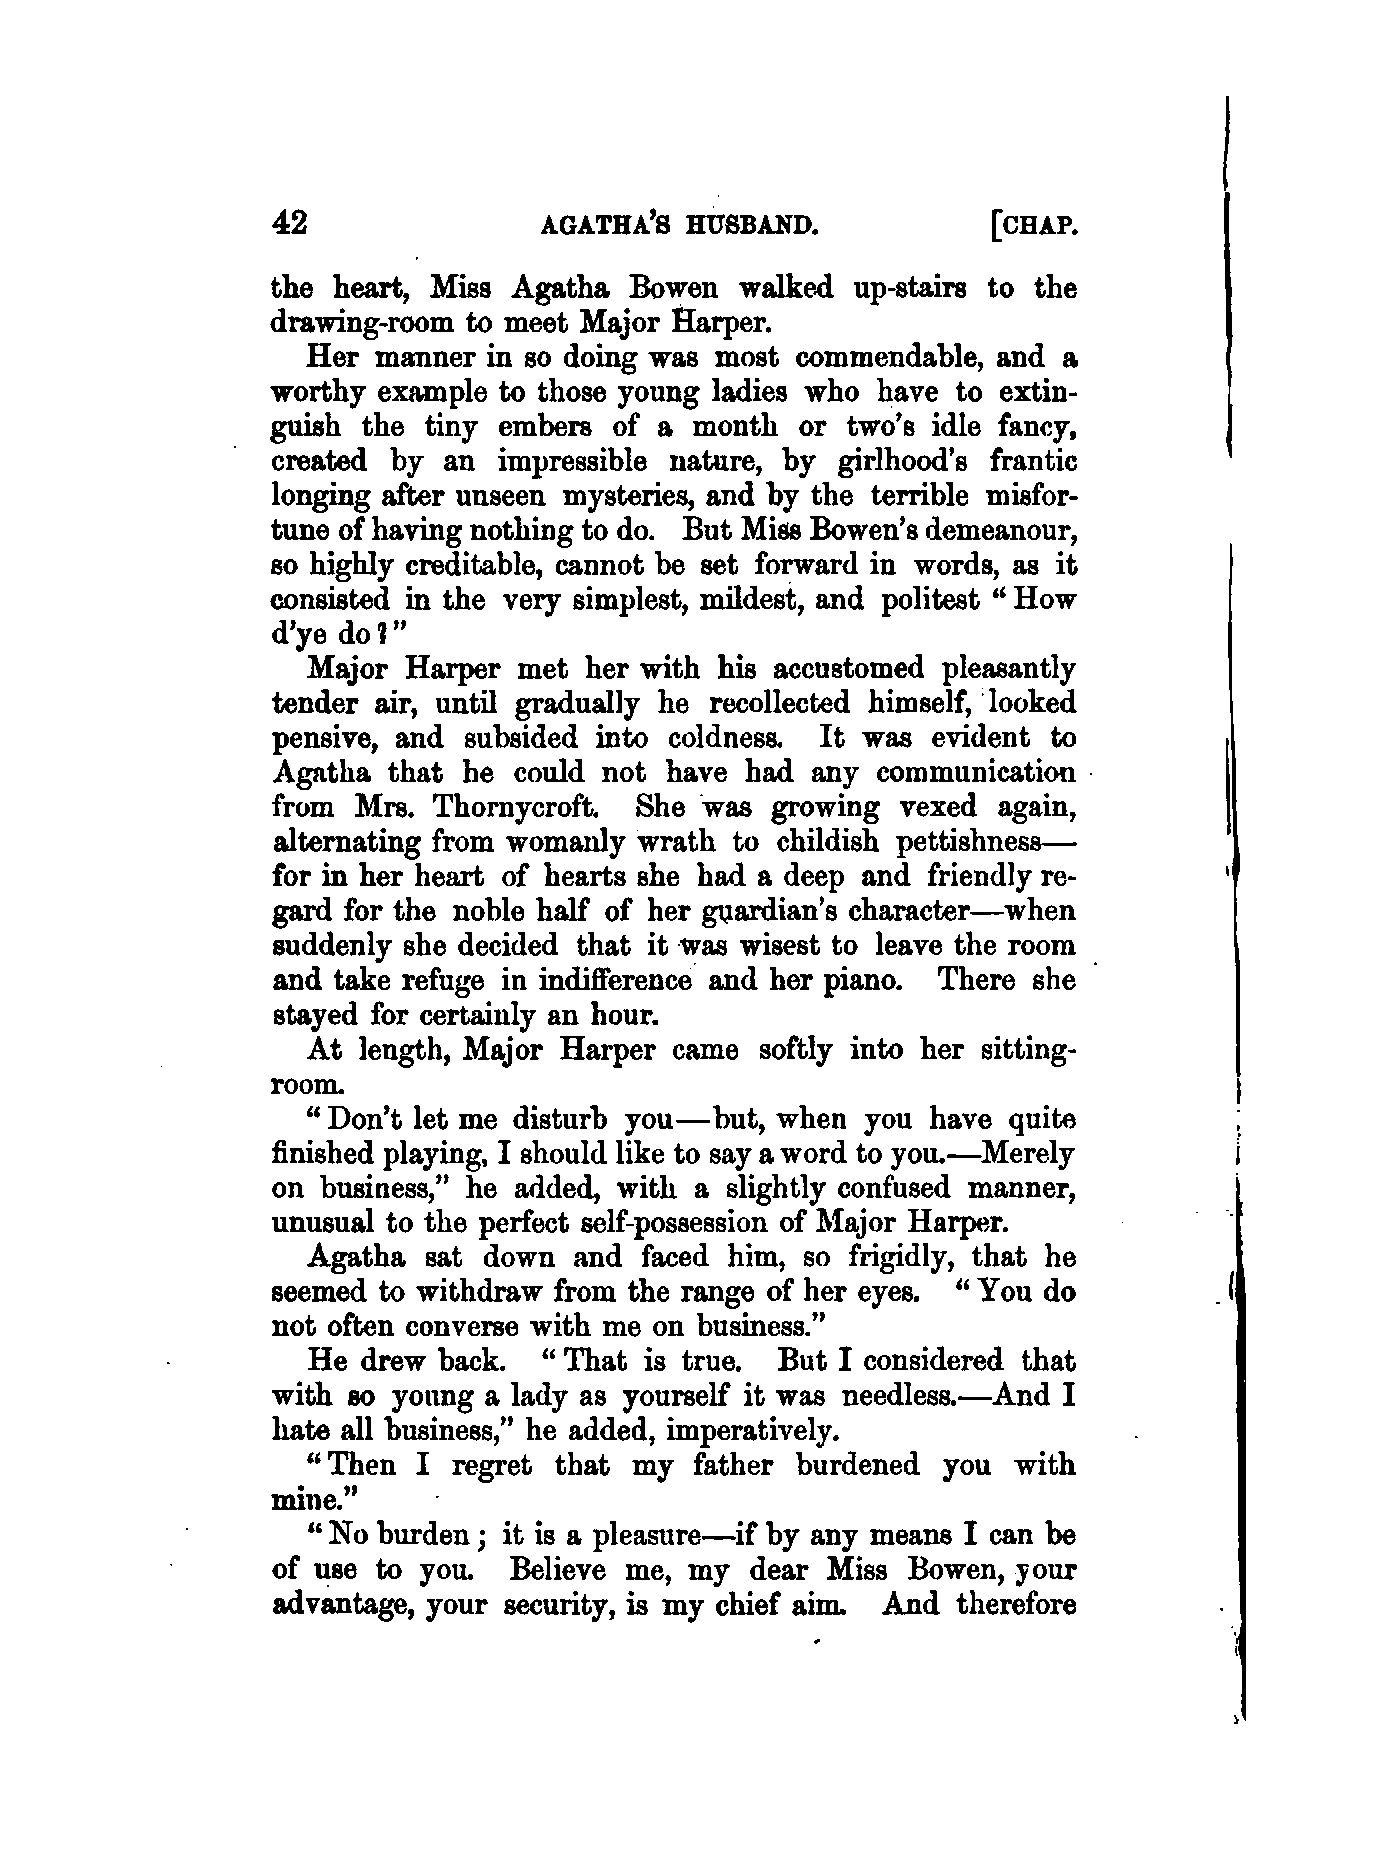 42 AGATHA'S HUSBAND. [CHAP.
the heart, Miss Agatha Bowen walked up-stairs to the
drawing-room to meet Major Harper.
Her manner in so doing was most commendable, and a
worthy example to those young ladies who have to extin-
guish the tiny embers of a month or two's idle fancy,
created by an impressible nature, by girlhood's frantic
longing after unseen mysteries, and by the terrible misfor-
tune of having nothing to do. But Miss Bowen's demeanour,
so highly creditable, cannot be set forward in words, as it
consisted in the very simplest, mildest, and politest “ How
d'ye do ?”
Major Harper met her with his accustomed pleasantly
tender air, until gradually he recollected himself, looked
pensive, and subsided into coldness. It was evident to
Agatha that he could not have had any communication
from Mrs. Thornycroft. She was growing vexed again,
alternating from womanly wrath to childish pettishness—
for in her heart of hearts she had a deep and friendly re-
gard for the noble half of her guardian's character—when
suddenly she decided that it was wisest to leave the room
and take refuge in indifference and her piano. There she
stayed for certainly an hour.
At length, Major Harper came softly into her sitting-
room.
“ Don't let me disturb you—but, when you have quite
finished playing, I should like to say a word to you.—Merely
on business,” he added, with a slightly confused manner,
unusual to the perfect self-possession of Major Harper.
Agatha sat down and faced him, so frigidly, that he
seemed to withdraw from the range of her eyes. “ You do
not often converse with me on business.”
He drew back. “ That is true. But I considered that
with so young a lady as yourself it was needless.—And I
hate all business,” he added, imperatively.
“ Then I regret that my father burdened you with
mine.”
“ No burden ; it is a pleasure—if by any means I can be
of use to you. Believe me, my dear Miss Bowen, your
advantage, your security, is my chief aim. And therefore